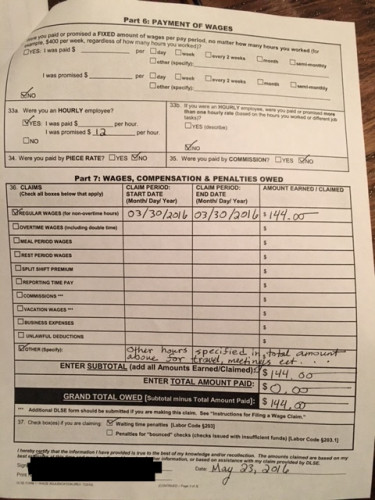 Part 6: PAYMENT OF WAGES
you paid or promised a FIXED amount of wages per pay period, no matter how many hours you worked (for
example, $400 per week, regardless of how many hours you worked)?
YES: I was paid $ per day week every 2 weeks month semi-monthly
other (specify):
I was promised $ per day week every 2 weeks month semi-monthly
other (specify):
NO
33a. Were you an HOURLY employee?
YES: I was paid $ per hour.
I was promised $ 12 per hour
NO
33b. If you were an HOURLY employee, were you paid or promised more
than one hourly rate (based on the hours you worked or different job
tasks)?
YES (describe)
NO
34. Were you paid by PIECE RATE? YES NO 35. Were you paid by COMMISSION? YES NO
Part 7: WAGES, COMPENSATION & PENALTIES OWED
36. CLAIMS
(Check all boxes below that apply)
CLAIM PERIOD:
START DATE
(Month/ Day/ Year)
CLAIM PERIOD:
END DATE
(Month/ Day/ Year)
AMOUNT EARNED / CLAIMED
REGULAR WAGES (for non-overtime hours) 03/30/2016 03/30/2016 $ 144.00
OVERTIME WAGES (including double time) $
MEAL PERIOD WAGES $
REST PERIOD WAGES $
SPLIT SHIFT PREMIUM $
REPORTING TIME PAY $
COMMISSIONS *** $
VACATION WAGES *** $
BUSINESS EXPENSES $
UNLAWFUL DEDUCTIONS $
OTHER (Specify): Other hours specified in total amount
above for travel, meetings ect. . . .
ENTER SUBTOTAL (add all Amounts Earned/Claimed): $ 144.00
ENTER TOTAL AMOUNT PAID: $ 0.00
GRAND TOTAL OWED [Subtotal minus Total Amount Paid]: $ 144.00
*** Additional DLSE form should be submitted if you are making this claim. See "Instructions for Filing a Wage Claim."
37. Check box(es) if you are claiming: Waiting time penalties [Labor Code §203]
Penalties for "bounced" checks (checks issued with insufficient funds) [Labor Code §203.1]
I hereby certify that the information I have provided is true to the best of my knowledge and/or recollection. The amounts claimed are based on my
best or other information, or based on assistance with my claim provided by DLSE.
Date: May 23, 2016